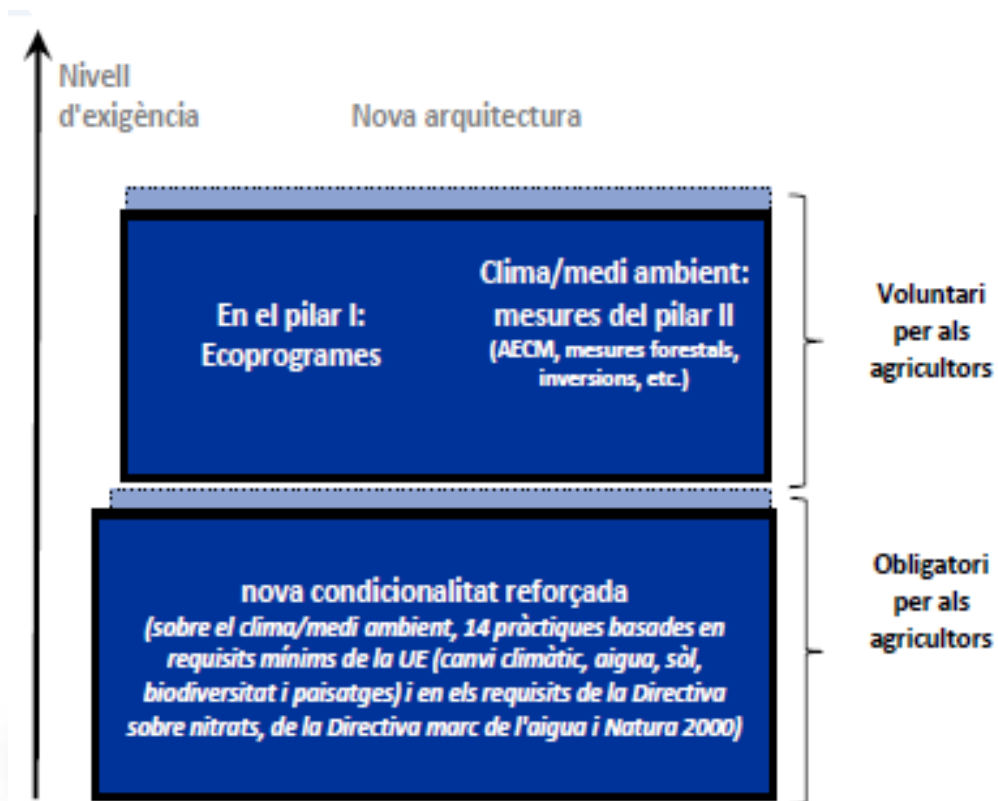 Nivell
d'exigència
Nova arquitectura
En el pilar I:
Ecoprogrames
Clima/medi ambient:
mesures del pilar II
(AECM, mesures forestals,
inversions, etc.)
Voluntari
per als
agricultors
nova condicionalitat reforçada
(sobre el clima/medi ambient, 14 pràctiques basades en
requisits mínims de la UE (canvi climàtic, aigua, sòl,
biodiversitat i paisatges) i en els requisits de la Directiva
sobre nitrats, de la Directiva marc de l'aigua i Natura 2000)
Obligatori
per als
agricultors